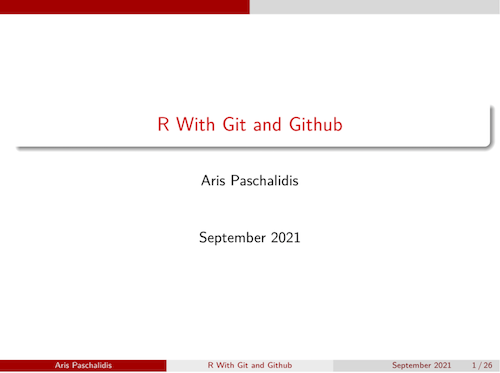 R With Git and Github
Aris Paschalidis
September 2021
Aris Paschalidis R With Git and Github September 2021 1 / 26